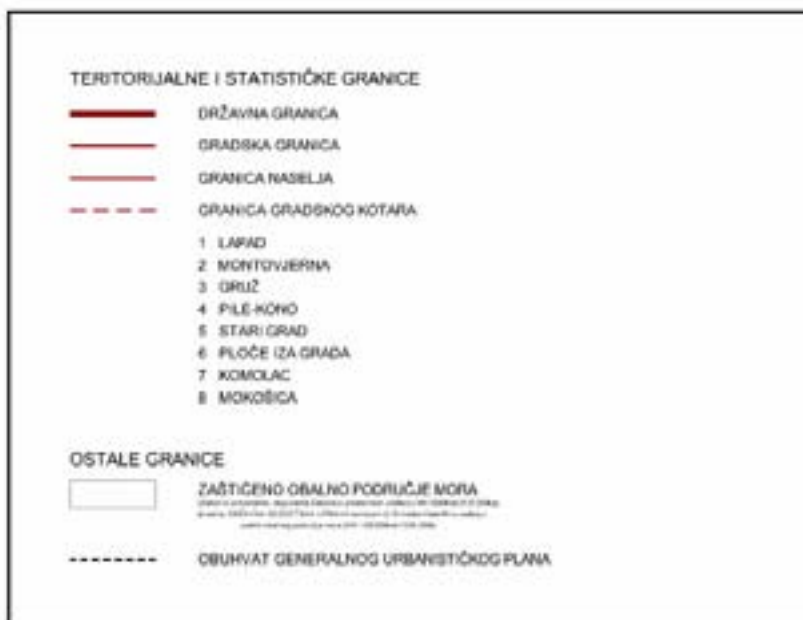 TERITORIJALNE I STATISTIČKE GRANICE
DRŽAVNA GRANICA
GRADSKA GRANICA
GRANICA NASELJA
GRANICA GRADSKOG KOTARA
1 LAPAD
2 MONTOVJERNA
3 GRUŽ
4 PILE-KONO
5 STARI GRAD
6 PLOČE IZA GRADA
7 KOMOLAC
8 MOKOŠICA
OSTALE GRANICE
ZAŠTIĆENO OBALNO PODRUČJE MORA
OBUHVAT GENERALNOG URBANISTIČKOG PLANA